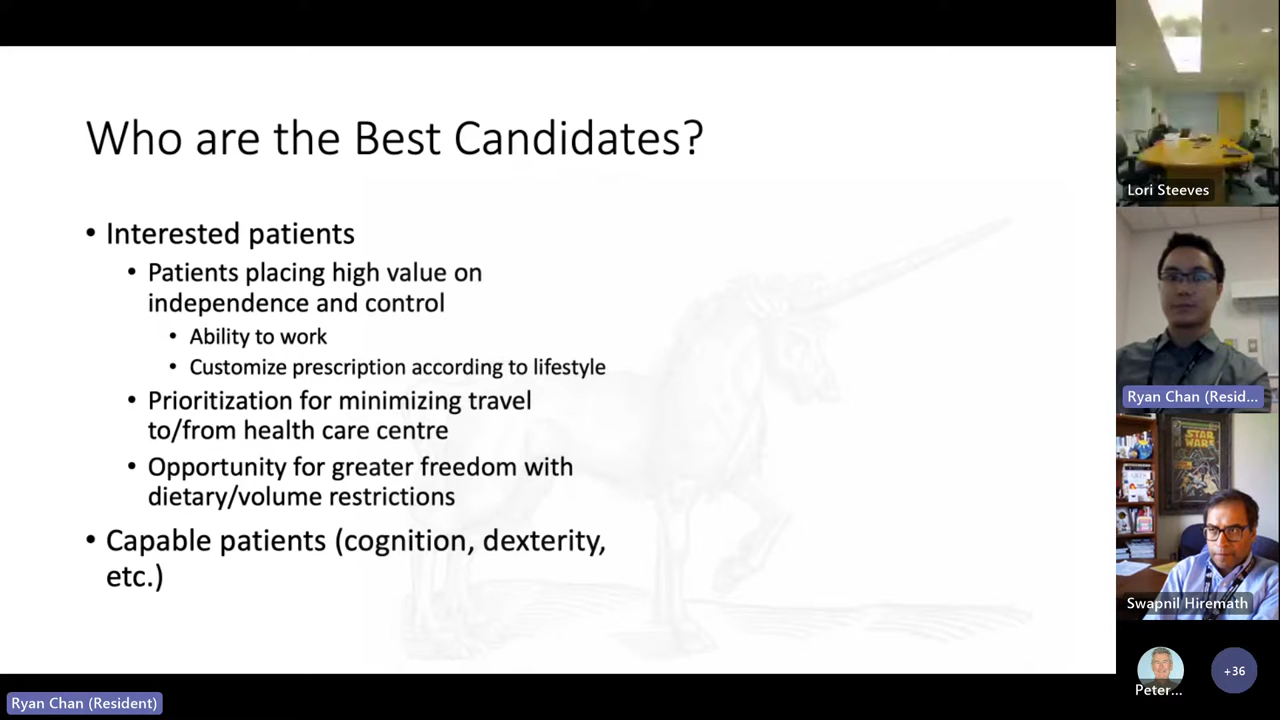 Who are the Best Candidates?
• Interested patients
• Patients placing high value on
independence and control
• Ability to work
• Customize prescription according to lifestyle
• Prioritization for minimizing travel
to/from health care centre
• Opportunity for greater freedom with
dietary/volume restrictions
• Capable patients (cognition, dexterity,
etc.)
Lori Steeves
Ryan Chan (Resid...
STAR
WARS
Swapnil Hiremath
Peter...
+36
Ryan Chan (Resident)